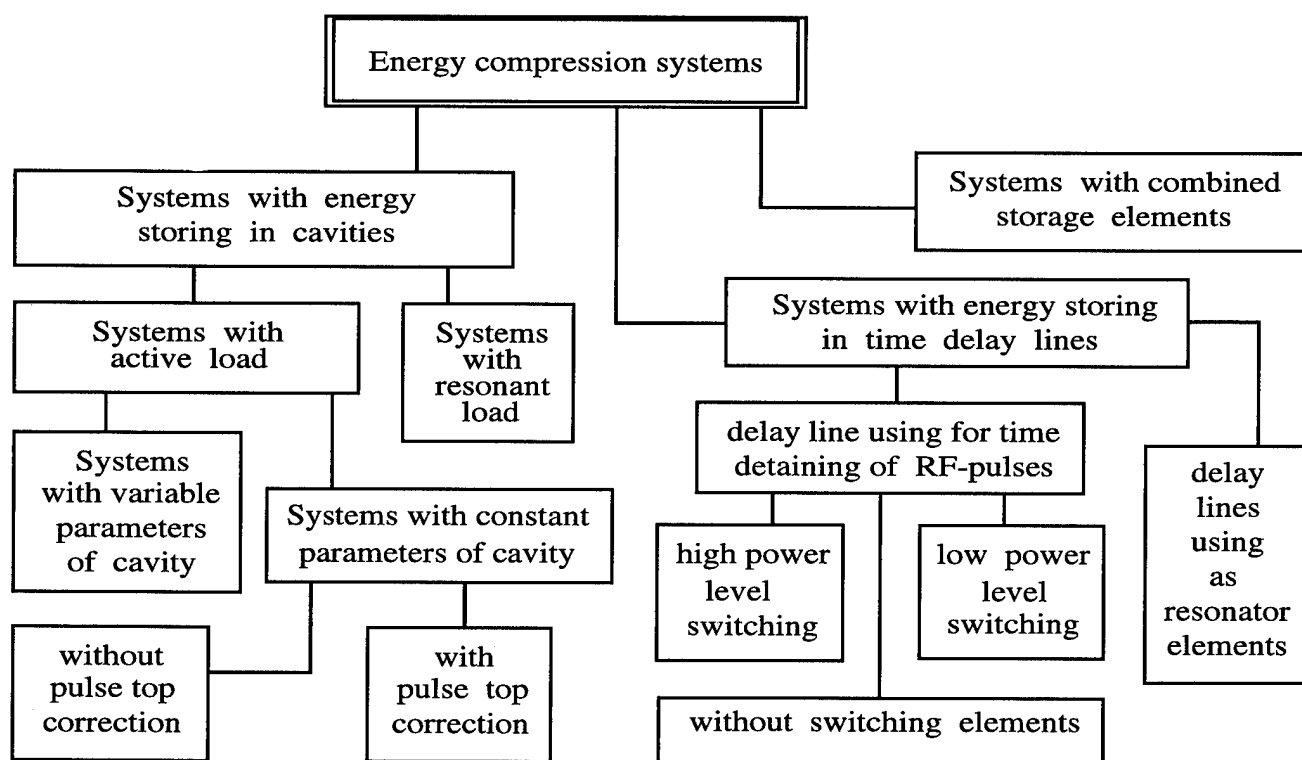 Energy compression systems
Systems with energy
storing in cavities
Systems with combined
storage elements
Systems with
active load
Systems
with
resonant
load
Systems with energy storing
in time delay lines
Systems
with variable
parameters
of cavity
Systems with constant
parameters of cavity
delay line using for time
detaining of RF-pulses
delay
lines
using
as
resonator
elements
high power
level
switching
low power
level
switching
without
pulse top
correction
with
pulse top
correction
without switching elements